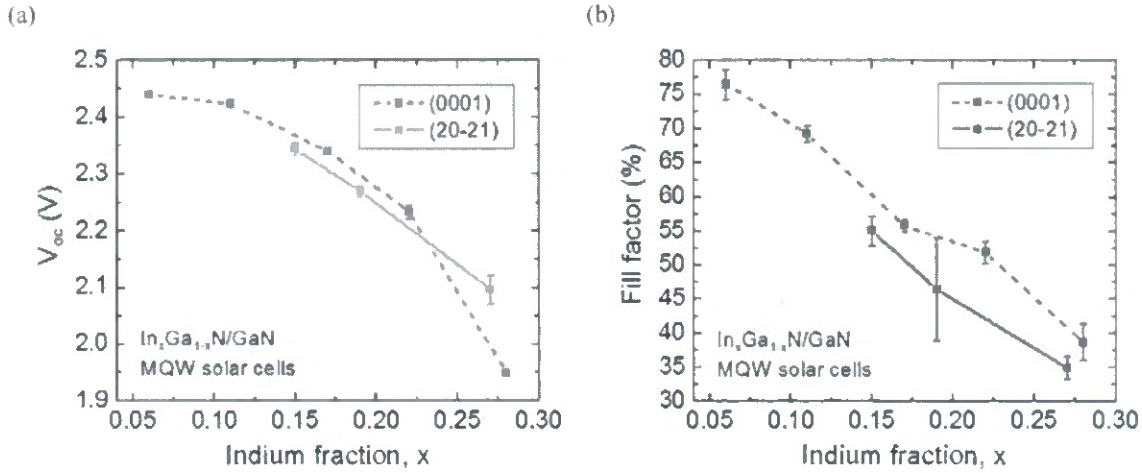 (a)
2.5
2.4
2.3
2.2
2.1
2.0
1.9
V_oc (V)
(0001)
(20-21)
In_xGa_1-xN/GaN
MQW solar cells
0.05 0.10 0.15 0.20 0.25 0.30
Indium fraction, x
(b)
80
75
70
65
60
55
50
45
40
35
30
Fill factor (%)
(0001)
(20-21)
In_xGa_1-xN/GaN
MQW solar cells
0.05 0.10 0.15 0.20 0.25 0.30
Indium fraction, x